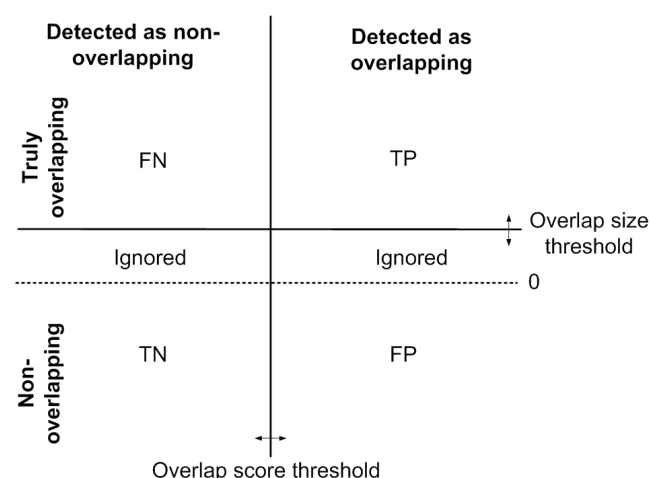 Detected as non-
overlapping
Detected as
overlapping
Truly
overlapping
FN
TP
Overlap size
threshold
Ignored
Ignored
0
Non-
overlapping
TN
FP
Overlap score threshold